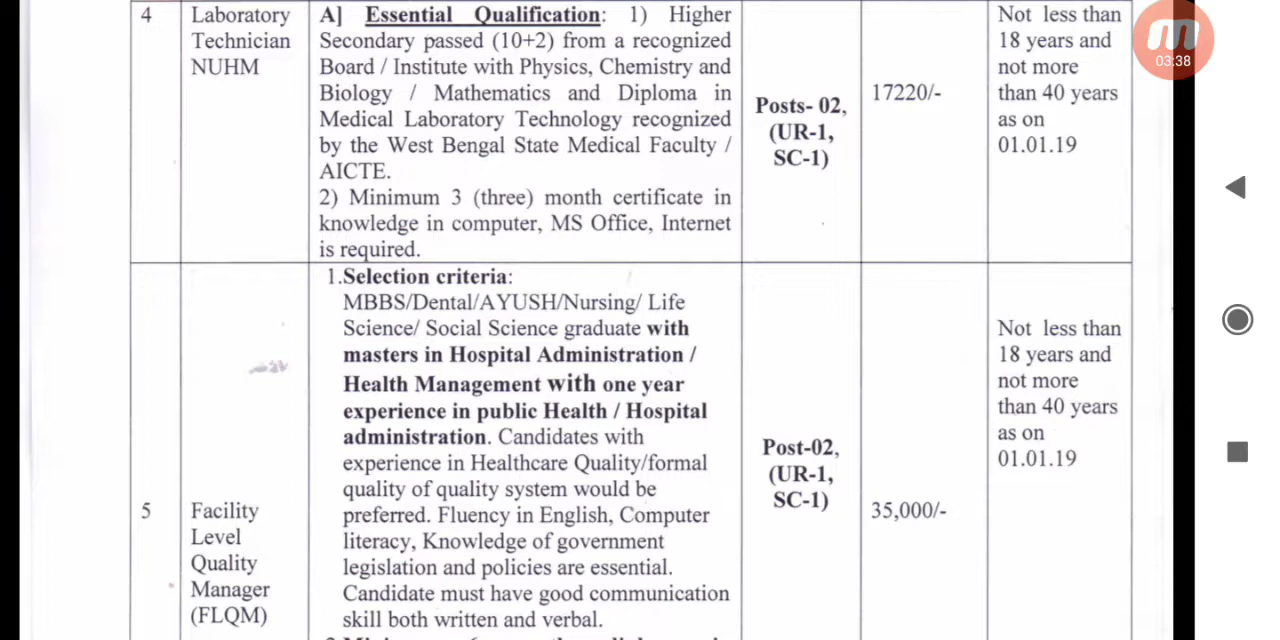 4
Laboratory
Technician
NUHM
A] Essential Qualification: 1) Higher
Secondary passed (10+2) from a recognized
Board / Institute with Physics, Chemistry and
Biology / Mathematics and Diploma in
Medical Laboratory Technology recognized
by the West Bengal State Medical Faculty /
AICTE.
2) Minimum 3 (three) month certificate in
knowledge in computer, MS Office, Internet
is required.
Posts- 02,
(UR-1,
SC-1)
17220/-
Not less than
18 years and
not more
than 40 years
as on
01.01.19
03:38
5
Facility
Level
Quality
Manager
(FLQM)
1.Selection criteria:
MBBS/Dental/AYUSH/Nursing/ Life
Science/ Social Science graduate with
masters in Hospital Administration /
Health Management with one year
experience in public Health / Hospital
administration. Candidates with
experience in Healthcare Quality/formal
quality of quality system would be
preferred. Fluency in English, Computer
literacy, Knowledge of government
legislation and policies are essential.
Candidate must have good communication
skill both written and verbal.
Post-02,
(UR-1,
SC-1)
35,000/-
Not less than
18 years and
not more
than 40 years
as on
01.01.19